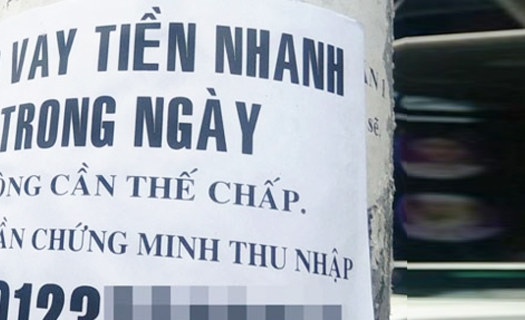 VAY TIỀN NHANH
TRONG NGÀY
ÔNG CẦN THẾ CHẤP.
ẦN CHỨNG MINH THU NHẬP
0123